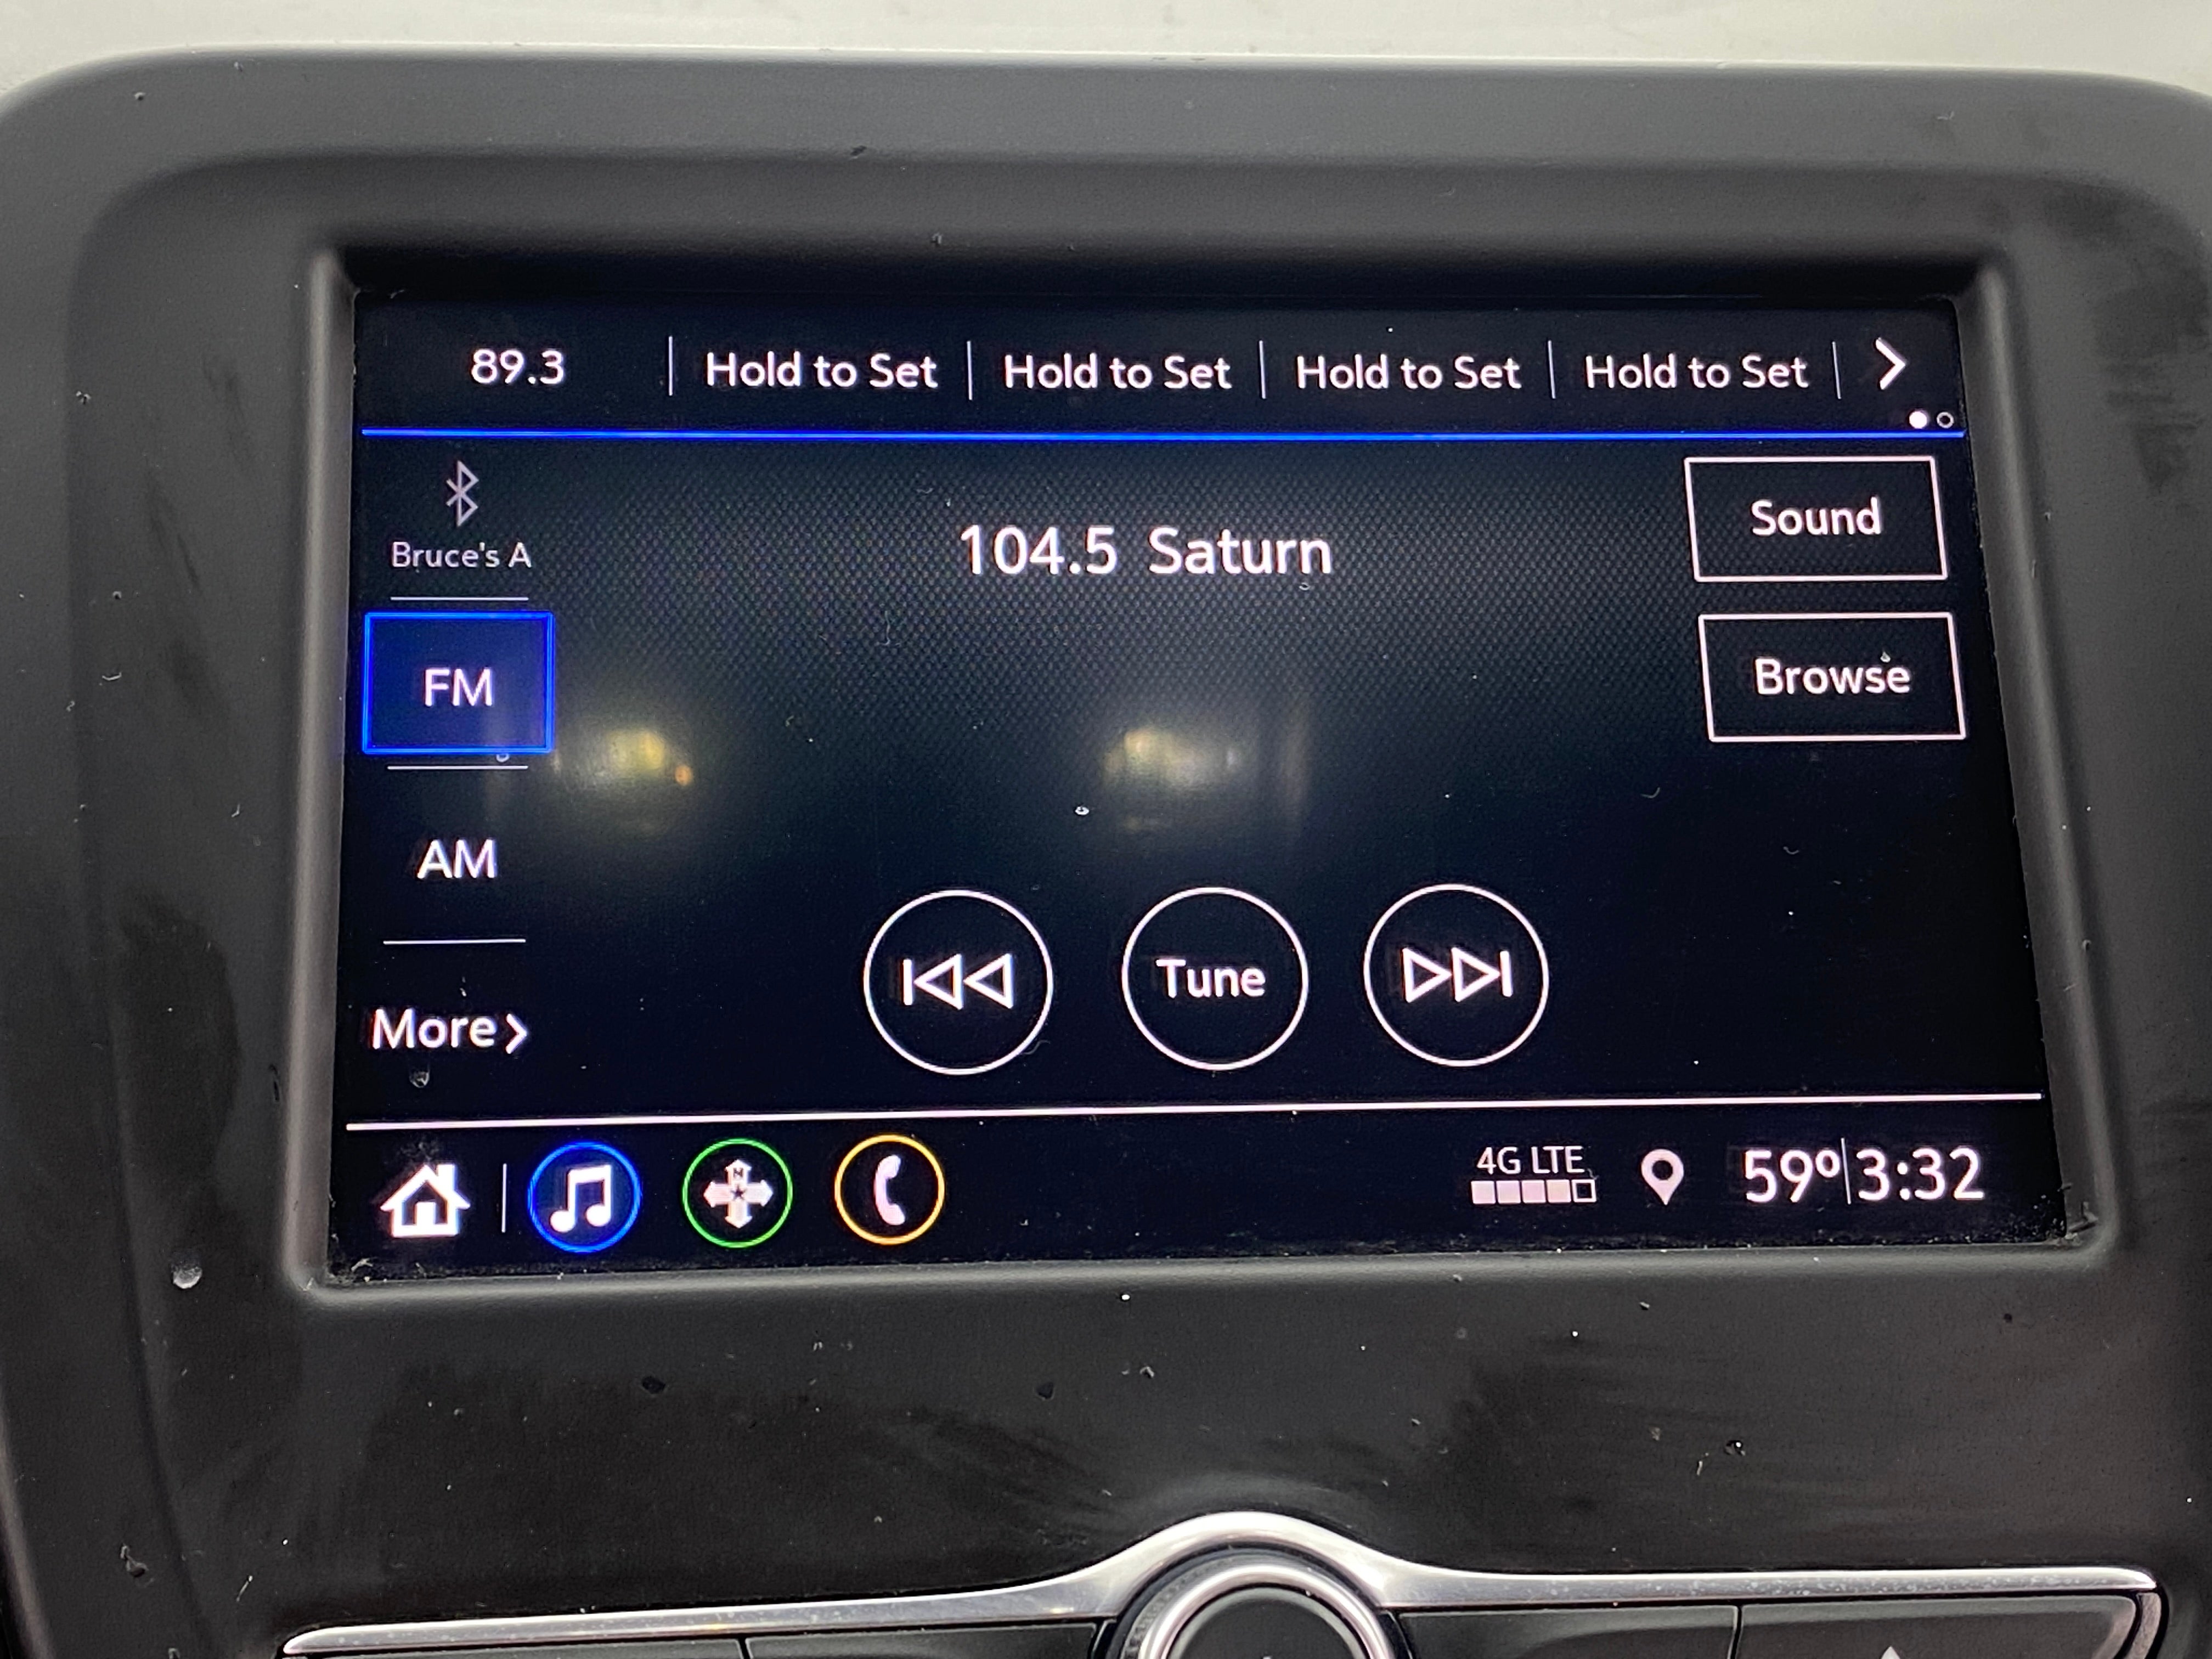 89.3 Hold to Set Hold to Set Hold to Set Hold to Set
Bruce's A
104.5 Saturn
Sound
FM
Browse
AM
Tune
More
4G LTE
59° 3:32